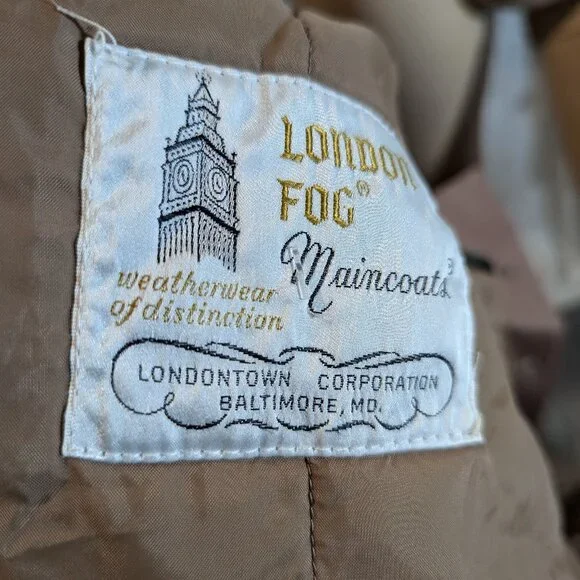 LONDON
FOG®
Maincoats®
weatherwear
of distinction
LONDONTOWN CORPORATION
BALTIMORE, MD.